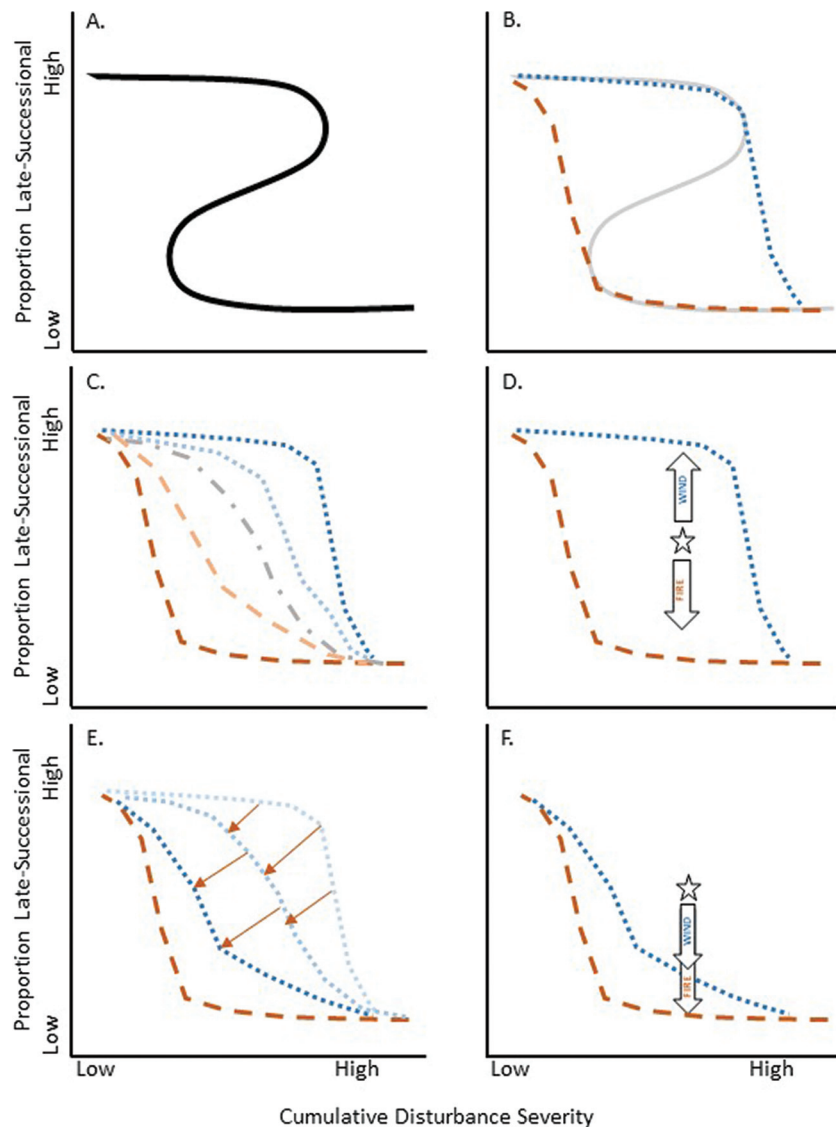 A.
B.
Proportion Late-Successional
High
Low
C.
D.
Proportion Late-Successional
High
Low
WIND
FIRE
E.
F.
Proportion Late-Successional
High
Low
WIND
FIRE
Low
High
Low
High
Cumulative Disturbance Severity